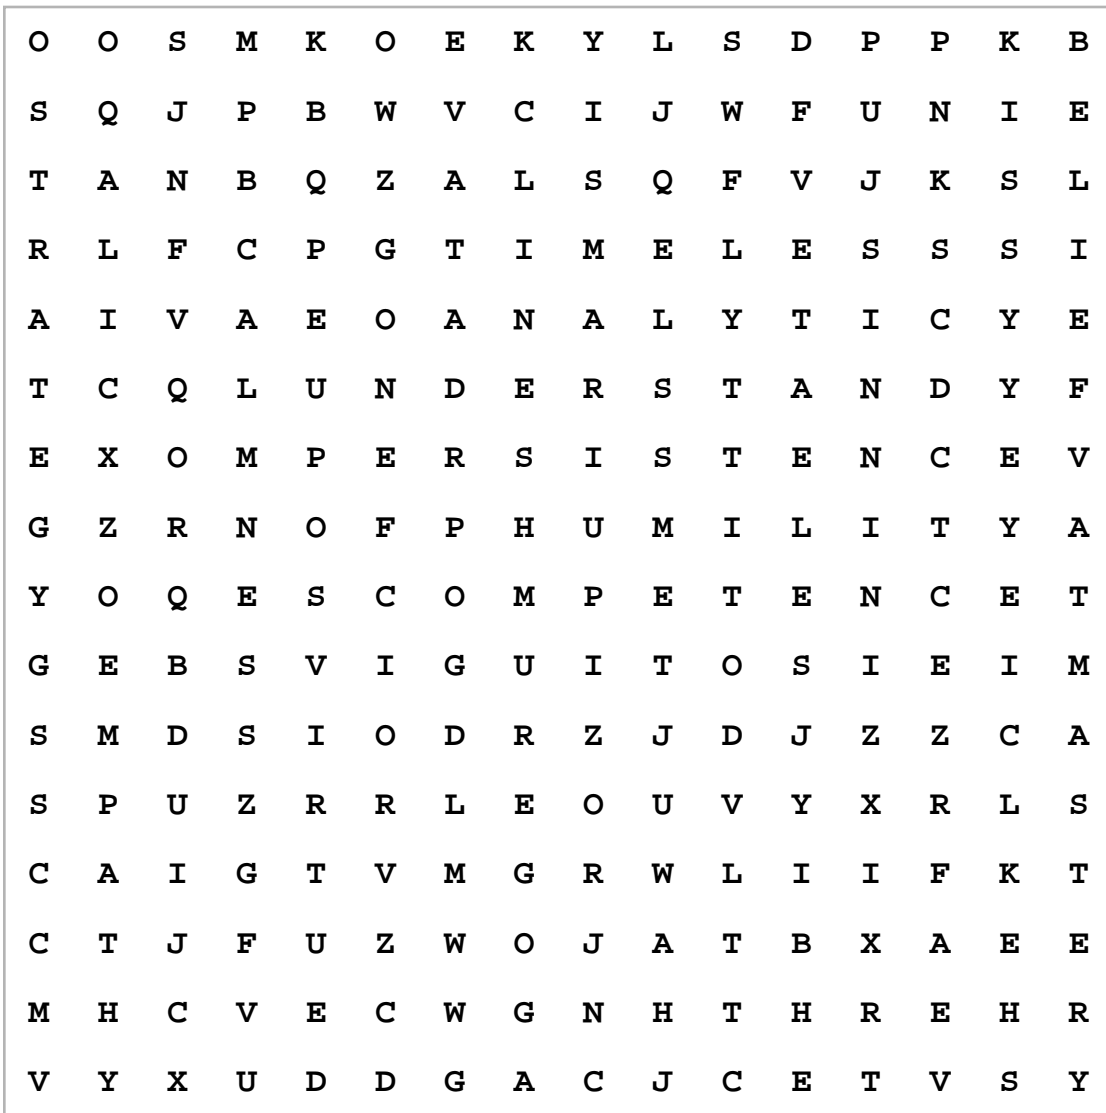 O O S M K O E K Y L S D P P K B
S Q J P B W V C I J W F U N I E
T A N B Q Z A L S Q F V J K S L
R L F C P G T I M E L E S S S I
A I V A E O A N A L Y T I C Y E
T C Q L U N D E R S T A N D Y F
E X O M P E R S I S T E N C E V
G Z R N O F P H U M I L I T Y A
Y O Q E S C O M P E T E N C E T
G E B S V I G U I T O S I E I M
S M D S I O D R Z J D J Z Z C A
S P U Z R R L E O U V Y X R L S
C A I G T V M G R W L I I F K T
C T J F U Z W O J A T B X A E E
M H C V E C W G N H T H R E H R
V Y X U D D G A C J C E T V S Y